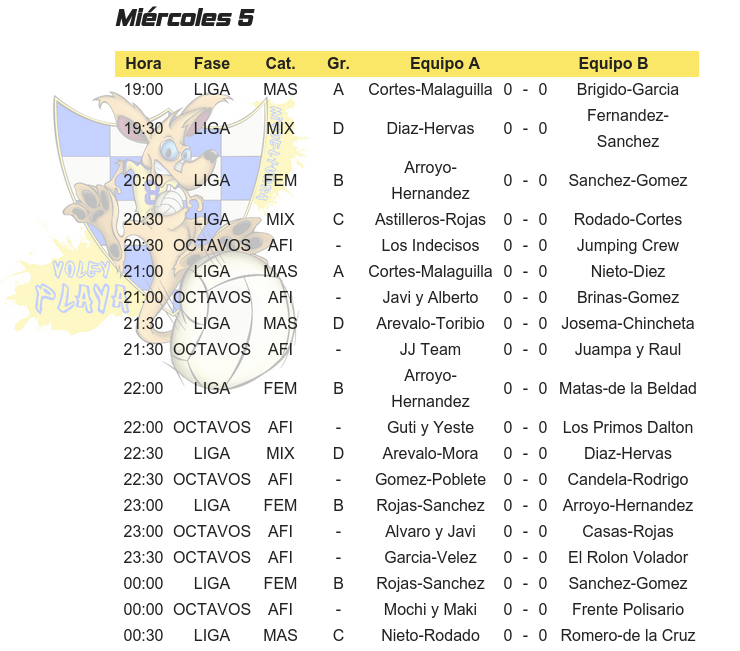 Miércoles 5
Hora Fase Cat. Gr. Equipo A Equipo B
19:00 LIGA MAS A Cortes-Malaguilla 0 - 0 Brigido-Garcia
19:30 LIGA MIX D Diaz-Hervas 0 - 0 Fernandez-
Sanchez
20:00 LIGA FEM B Arroyo-
Hernandez 0 - 0 Sanchez-Gomez
20:30 LIGA MIX C Astilleros-Rojas 0 - 0 Rodado-Cortes
20:30 OCTAVOS AFI - Los Indecisos 0 - 0 Jumping Crew
21:00 LIGA MAS A Cortes-Malaguilla 0 - 0 Nieto-Diez
21:00 OCTAVOS AFI - Javi y Alberto 0 - 0 Brinas-Gomez
21:30 LIGA MAS D Arevalo-Toribio 0 - 0 Josema-Chincheta
21:30 OCTAVOS AFI - JJ Team 0 - 0 Juampa y Raul
22:00 LIGA FEM B Arroyo-
Hernandez 0 - 0 Matas-de la Beldad
22:00 OCTAVOS AFI - Guti y Yeste 0 - 0 Los Primos Dalton
22:30 LIGA MIX D Arevalo-Mora 0 - 0 Diaz-Hervas
22:30 OCTAVOS AFI - Gomez-Poblete 0 - 0 Candela-Rodrigo
23:00 LIGA FEM B Rojas-Sanchez 0 - 0 Arroyo-Hernandez
23:00 OCTAVOS AFI - Alvaro y Javi 0 - 0 Casas-Rojas
23:30 OCTAVOS AFI - Garcia-Velez 0 - 0 El Rolon Volador
00:00 LIGA FEM B Rojas-Sanchez 0 - 0 Sanchez-Gomez
00:00 OCTAVOS AFI - Mochi y Maki 0 - 0 Frente Polisario
00:30 LIGA MAS C Nieto-Rodado 0 - 0 Romero-de la Cruz
VOLEY
PLAYA